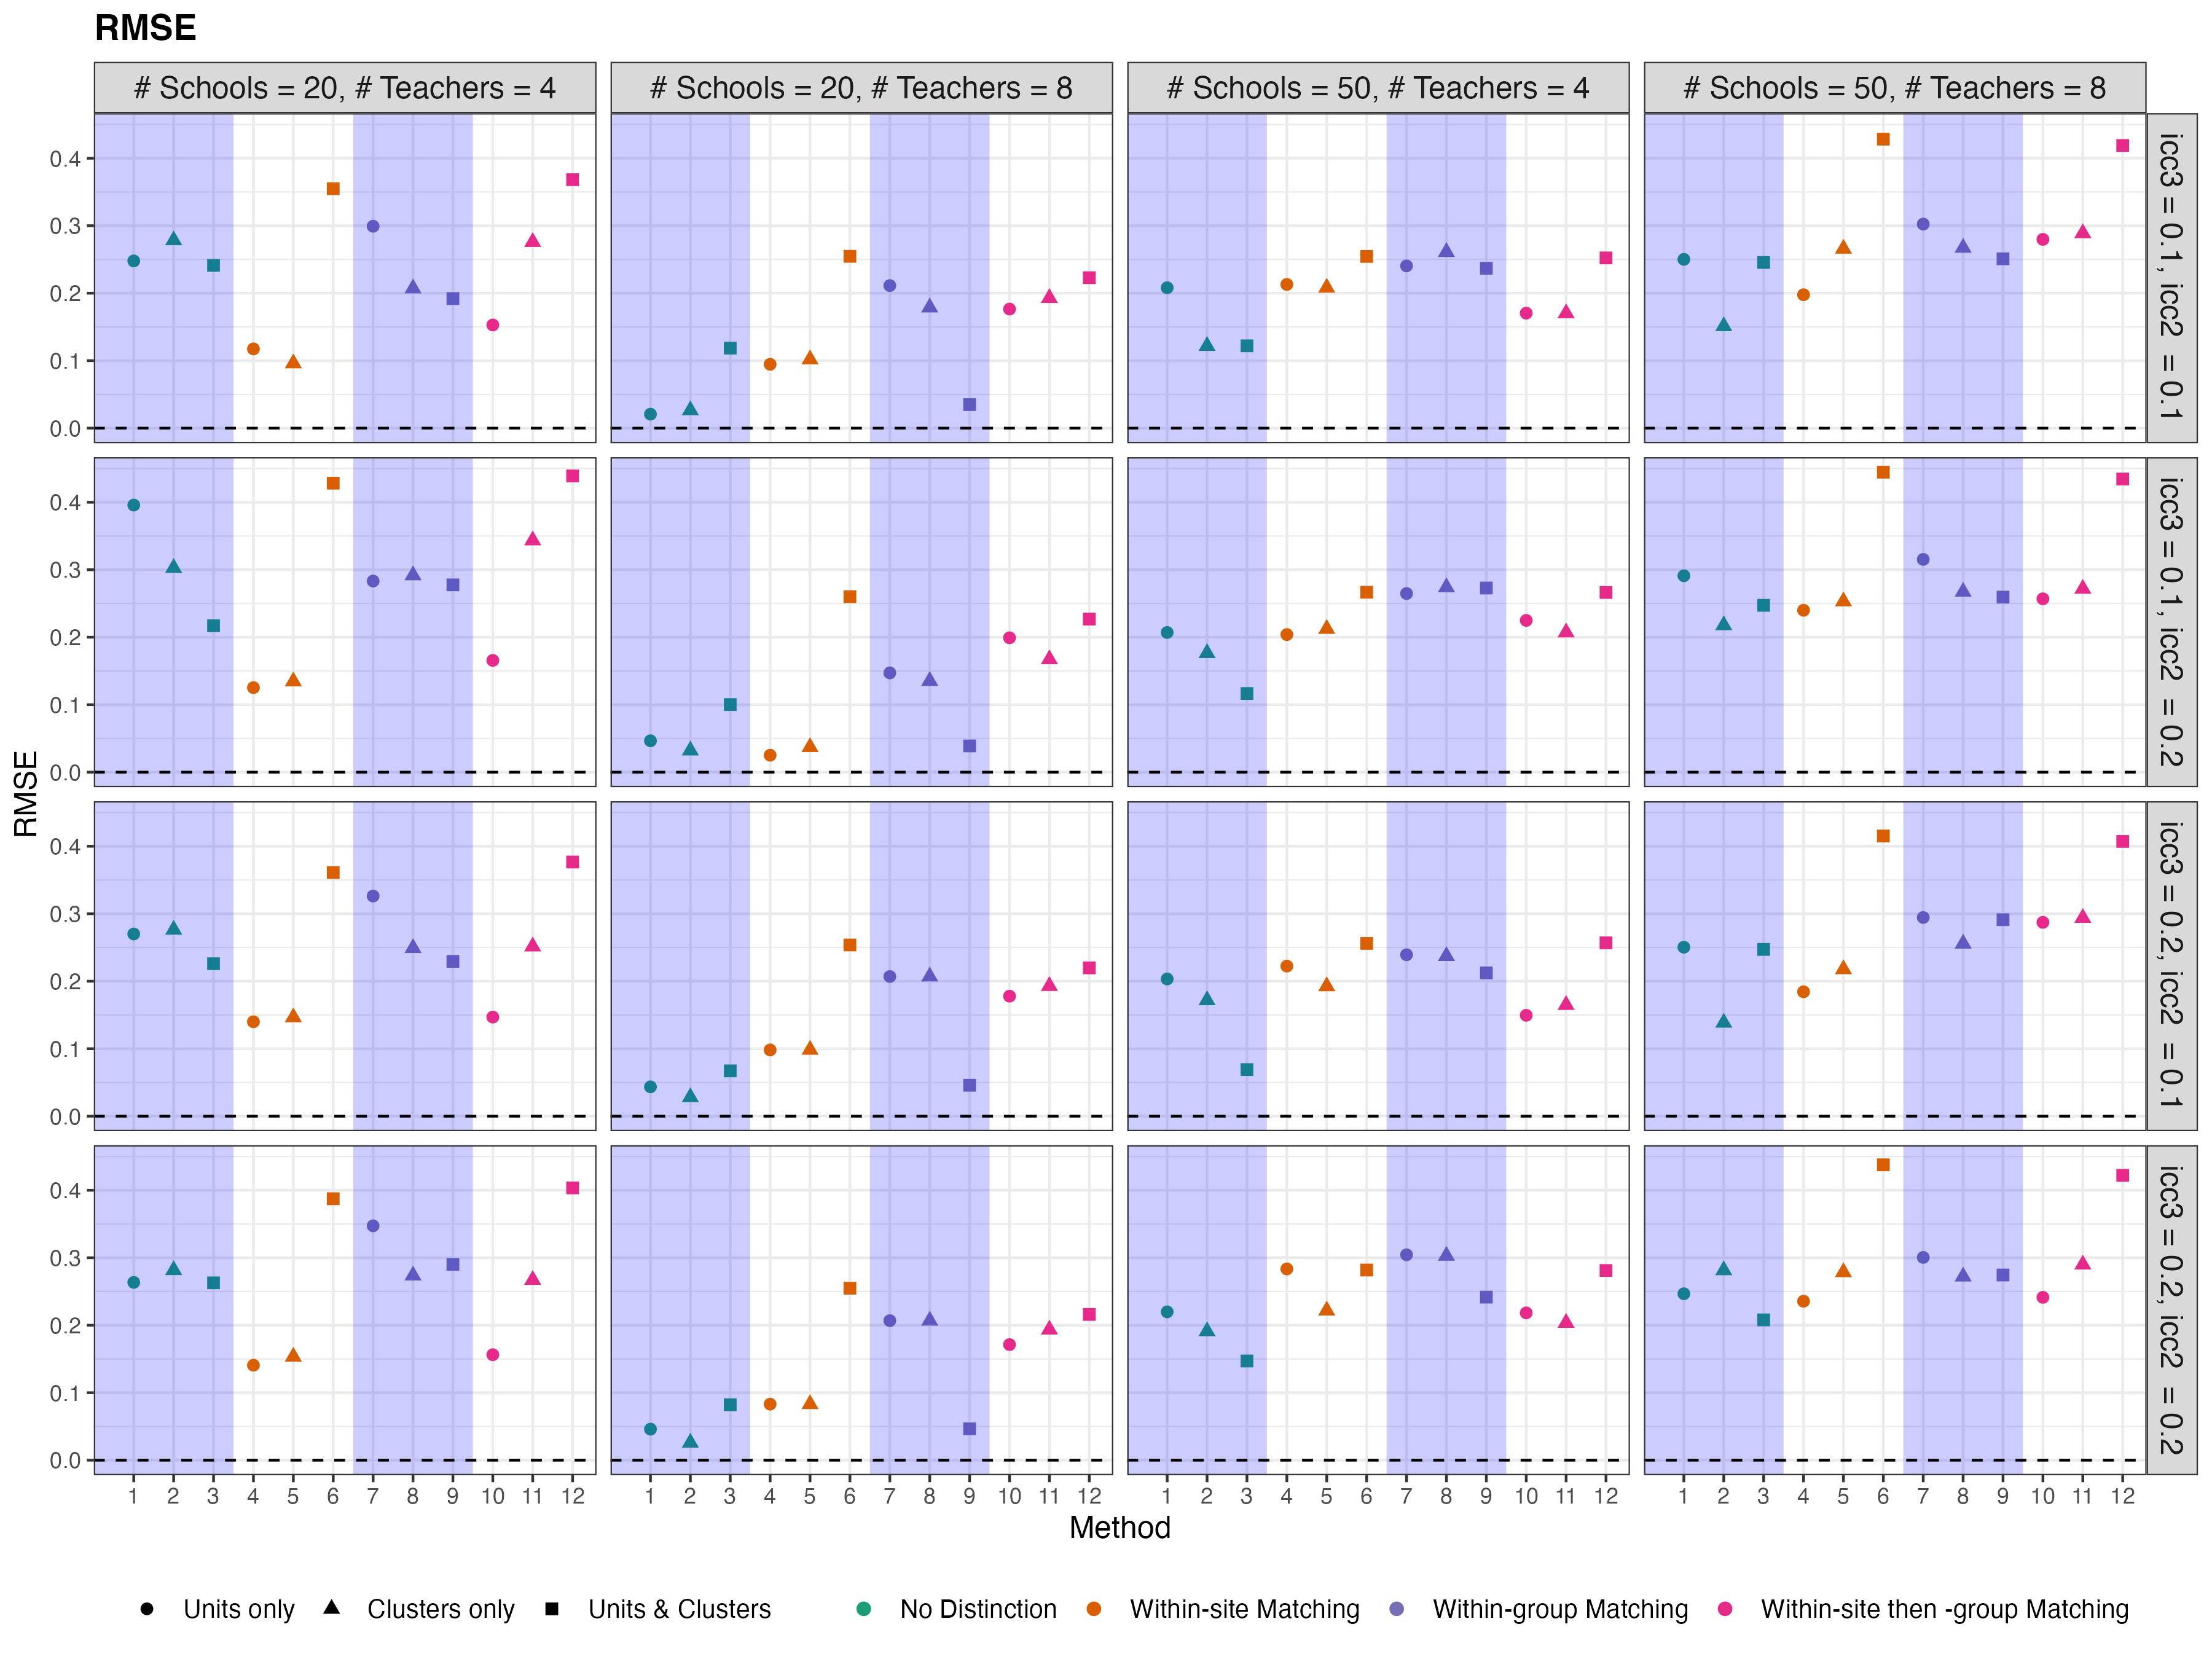 RMSE
# Schools = 20, # Teachers = 4
# Schools = 20, # Teachers = 8
# Schools = 50, # Teachers = 4
# Schools = 50, # Teachers = 8
0.4
0.3
0.2
0.1
0.0
icc3 = 0.1, icc2 = 0.1
0.4
0.3
0.2
0.1
0.0
icc3 = 0.1, icc2 = 0.2
RMSE
0.4
0.3
0.2
0.1
0.0
icc3 = 0.2, icc2 = 0.1
0.4
0.3
0.2
0.1
0.0
icc3 = 0.2, icc2 = 0.2
1 2 3 4 5 6 7 8 9 10 11 12
1 2 3 4 5 6 7 8 9 10 11 12
1 2 3 4 5 6 7 8 9 10 11 12
1 2 3 4 5 6 7 8 9 10 11 12
Method
Units only Clusters only Units & Clusters No Distinction Within-site Matching Within-group Matching Within-site then -group Matching